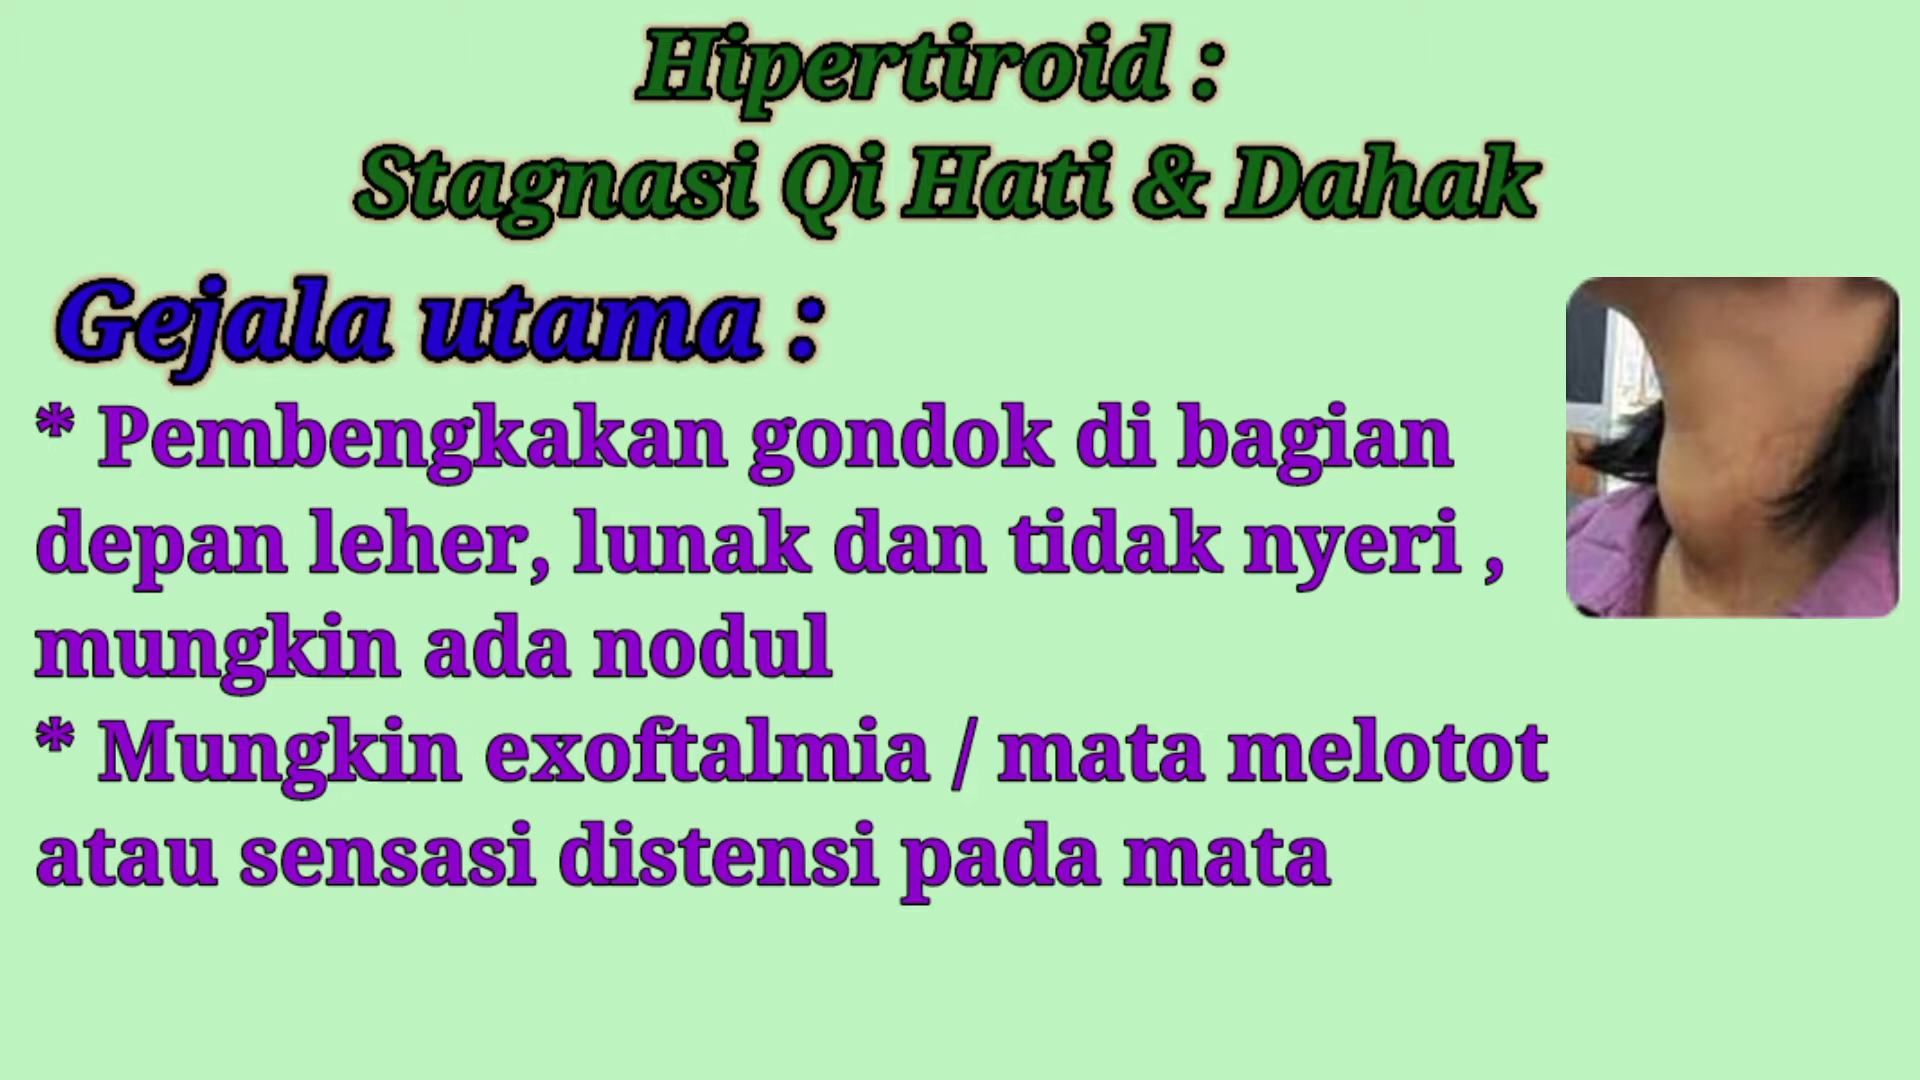 Hipertiroid :
Stagnasi Qi Hati & Dahak
Gejala utama :
* Pembengkakan gondok di bagian
depan leher, lunak dan tidak nyeri ,
mungkin ada nodul
* Mungkin exoftalmia / mata melotot
atau sensasi distensi pada mata